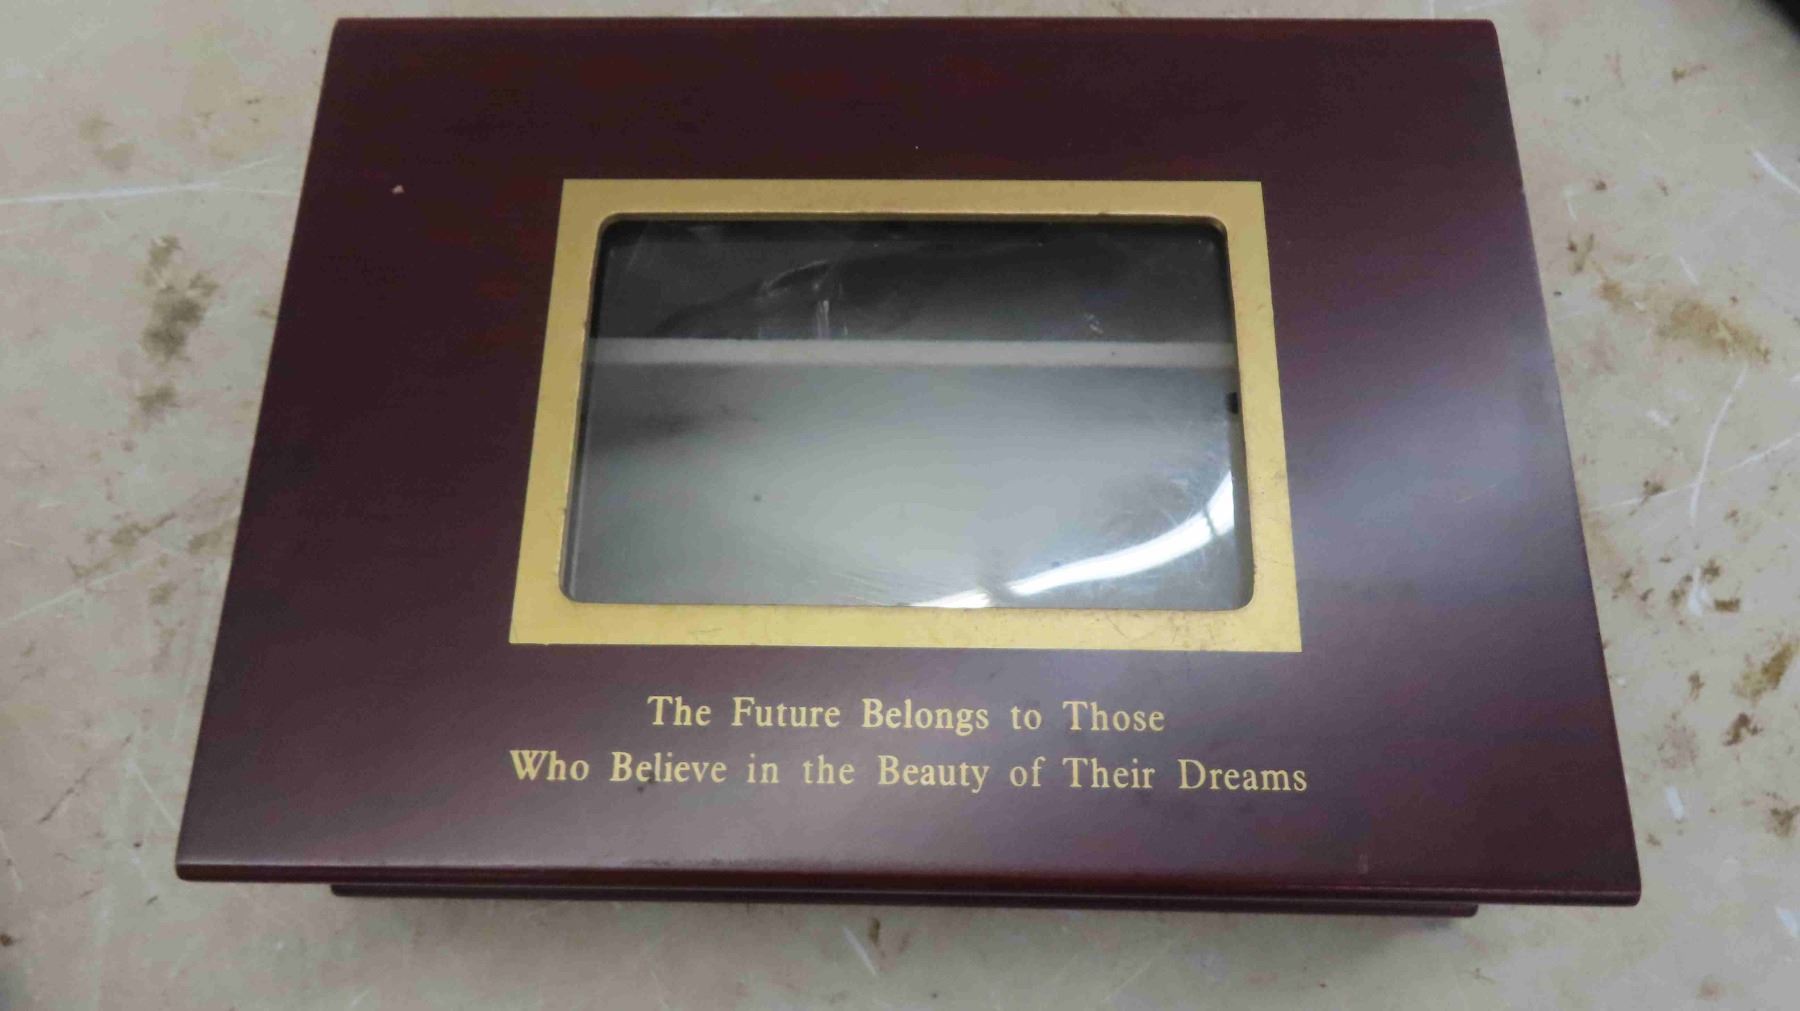 The Future Belongs to Those
Who Believe in the Beauty of Their Dreams